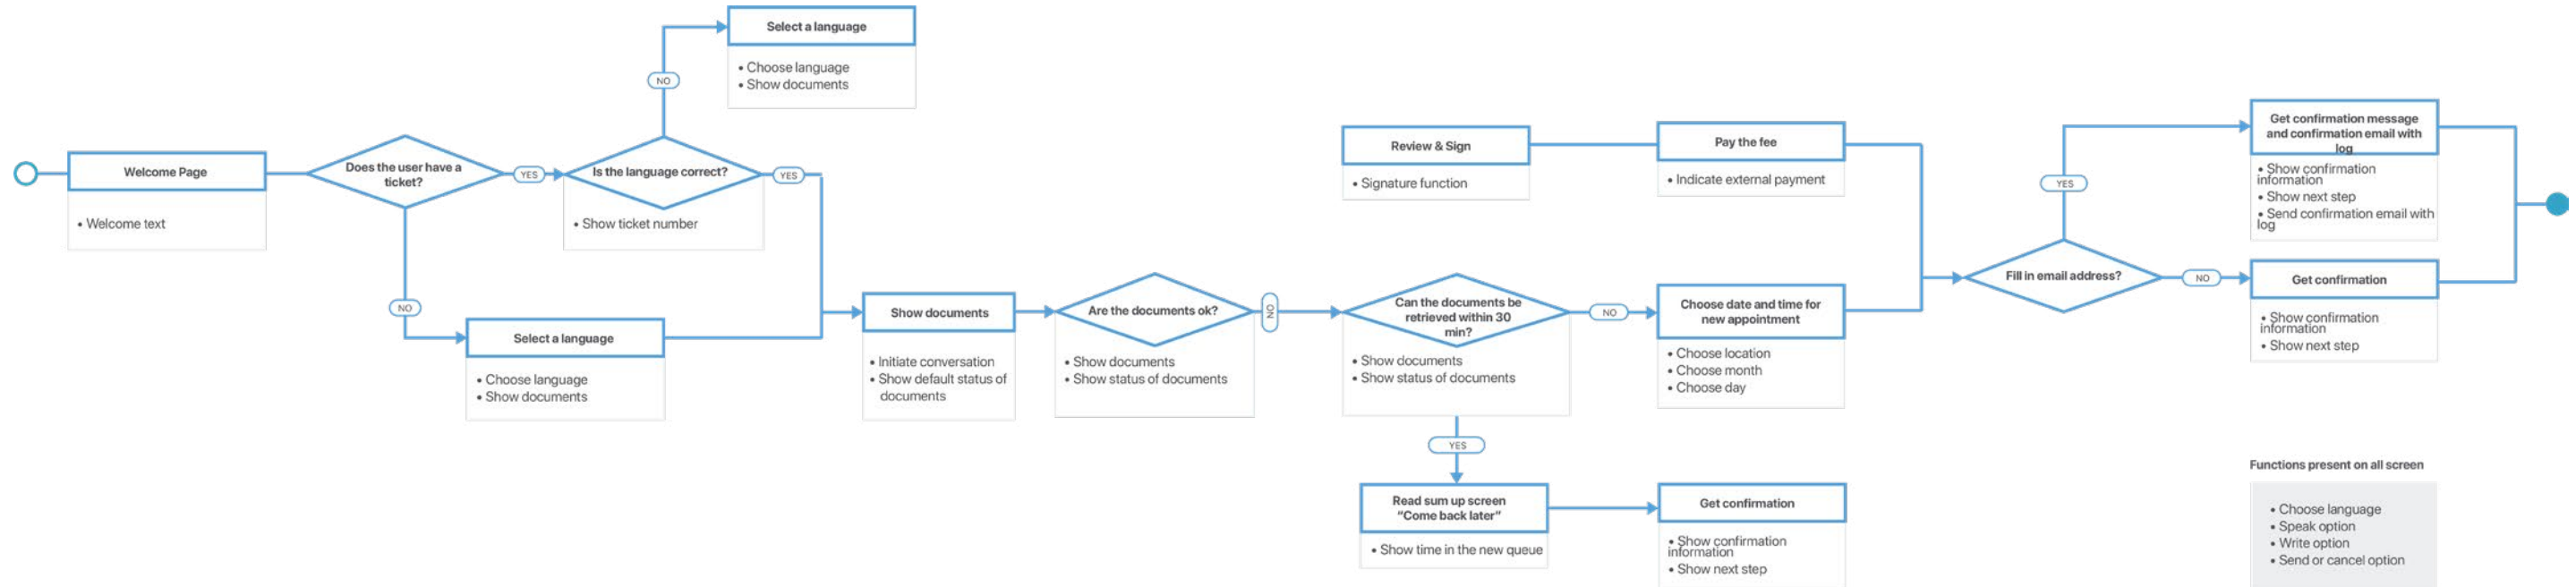 Select a language
• Choose language
• Show documents
NO
Welcome Page
• Welcome text
Does the user have a
ticket?
YES
Is the language correct?
• Show ticket number
YES
NO
Select a language
• Choose language
• Show documents
Show documents
• Initiate conversation
• Show default status of
documents
Are the documents ok?
• Show documents
• Show status of documents
NO
Can the documents be
retrieved within 30
min?
• Show documents
• Show status of documents
NO
YES
Read sum up screen
"Come back later"
• Show time in the new queue
Get confirmation
• Show confirmation
information
• Show next step
Review & Sign
• Signature function
Pay the fee
• Indicate external payment
Choose date and time for
new appointment
• Choose location
• Choose month
• Choose day
Fill in email address?
YES
Get confirmation message
and confirmation email with
log
• Show confirmation
information
• Show next step
• Send confirmation email with
log
NO
Get confirmation
• Show confirmation
information
• Show next step
Functions present on all screen
• Choose language
• Speak option
• Write option
• Send or cancel option